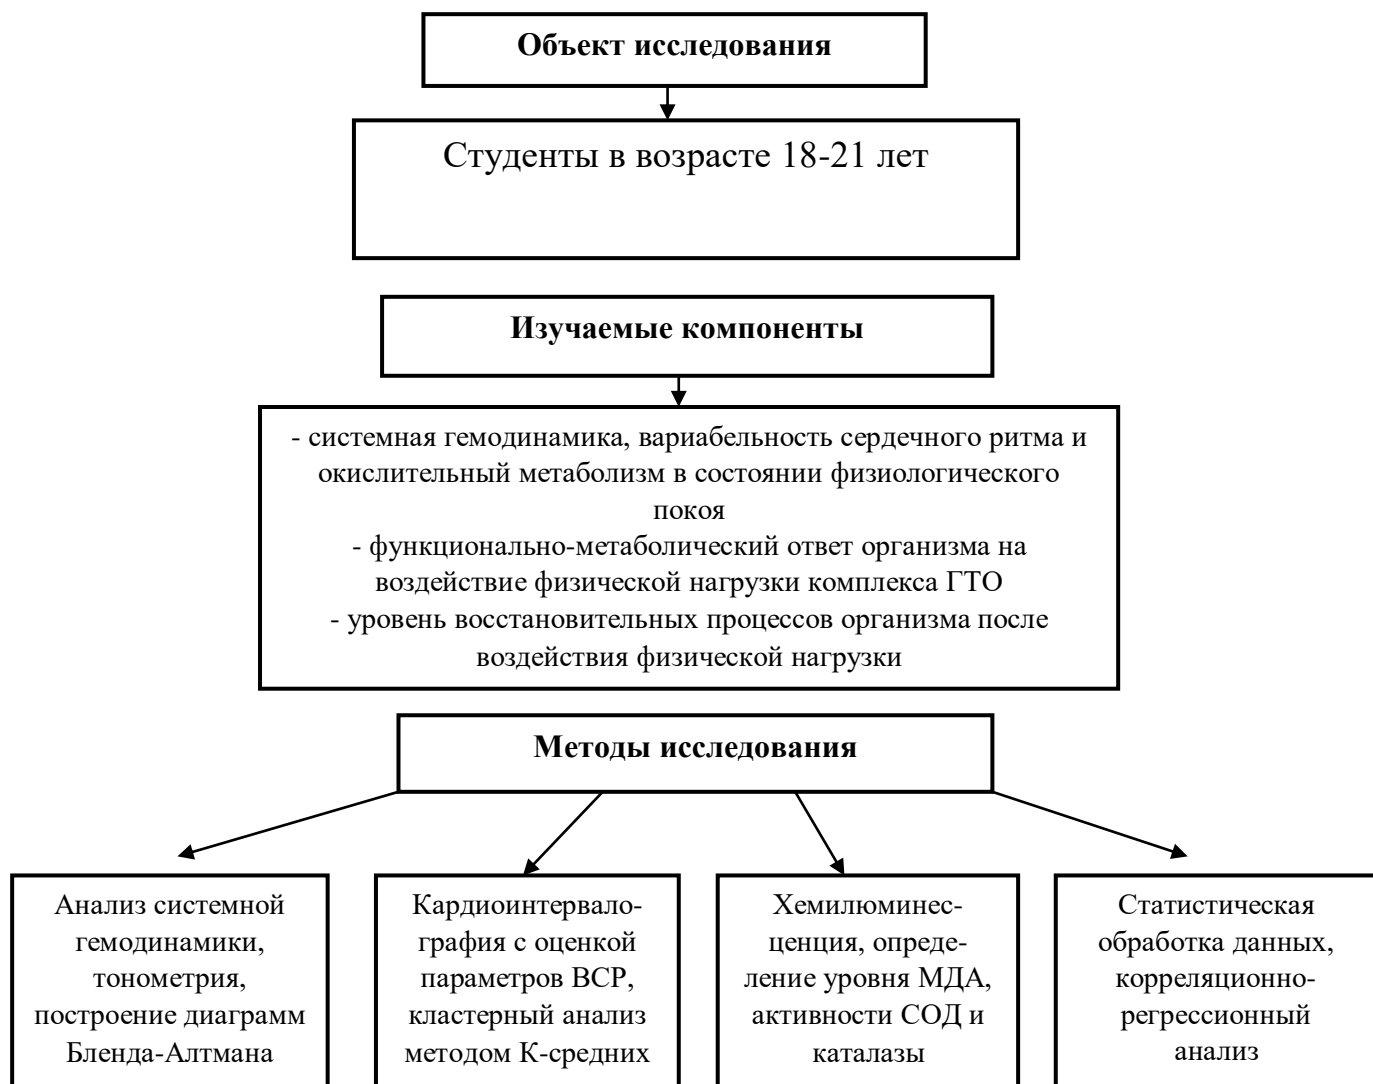 Объект исследования
Студенты в возрасте 18-21 лет
Изучаемые компоненты
- системная гемодинамика, вариабельность сердечного ритма и
окислительный метаболизм в состоянии физиологического
покоя
- функционально-метаболический ответ организма на
воздействие физической нагрузки комплекса ГТО
- уровень восстановительных процессов организма после
воздействия физической нагрузки
Методы исследования
Анализ системной
гемодинамики,
тонометрия,
построение диаграмм
Бленда-Алтмана
Кардиоинтервало-
графия с оценкой
параметров ВСР,
кластерный анализ
методом К-средних
Хемилюминес-
ценция, опреде-
ление уровня МДА,
активности СОД и
каталазы
Статистическая
обработка данных,
корреляционно-
регрессионный
анализ